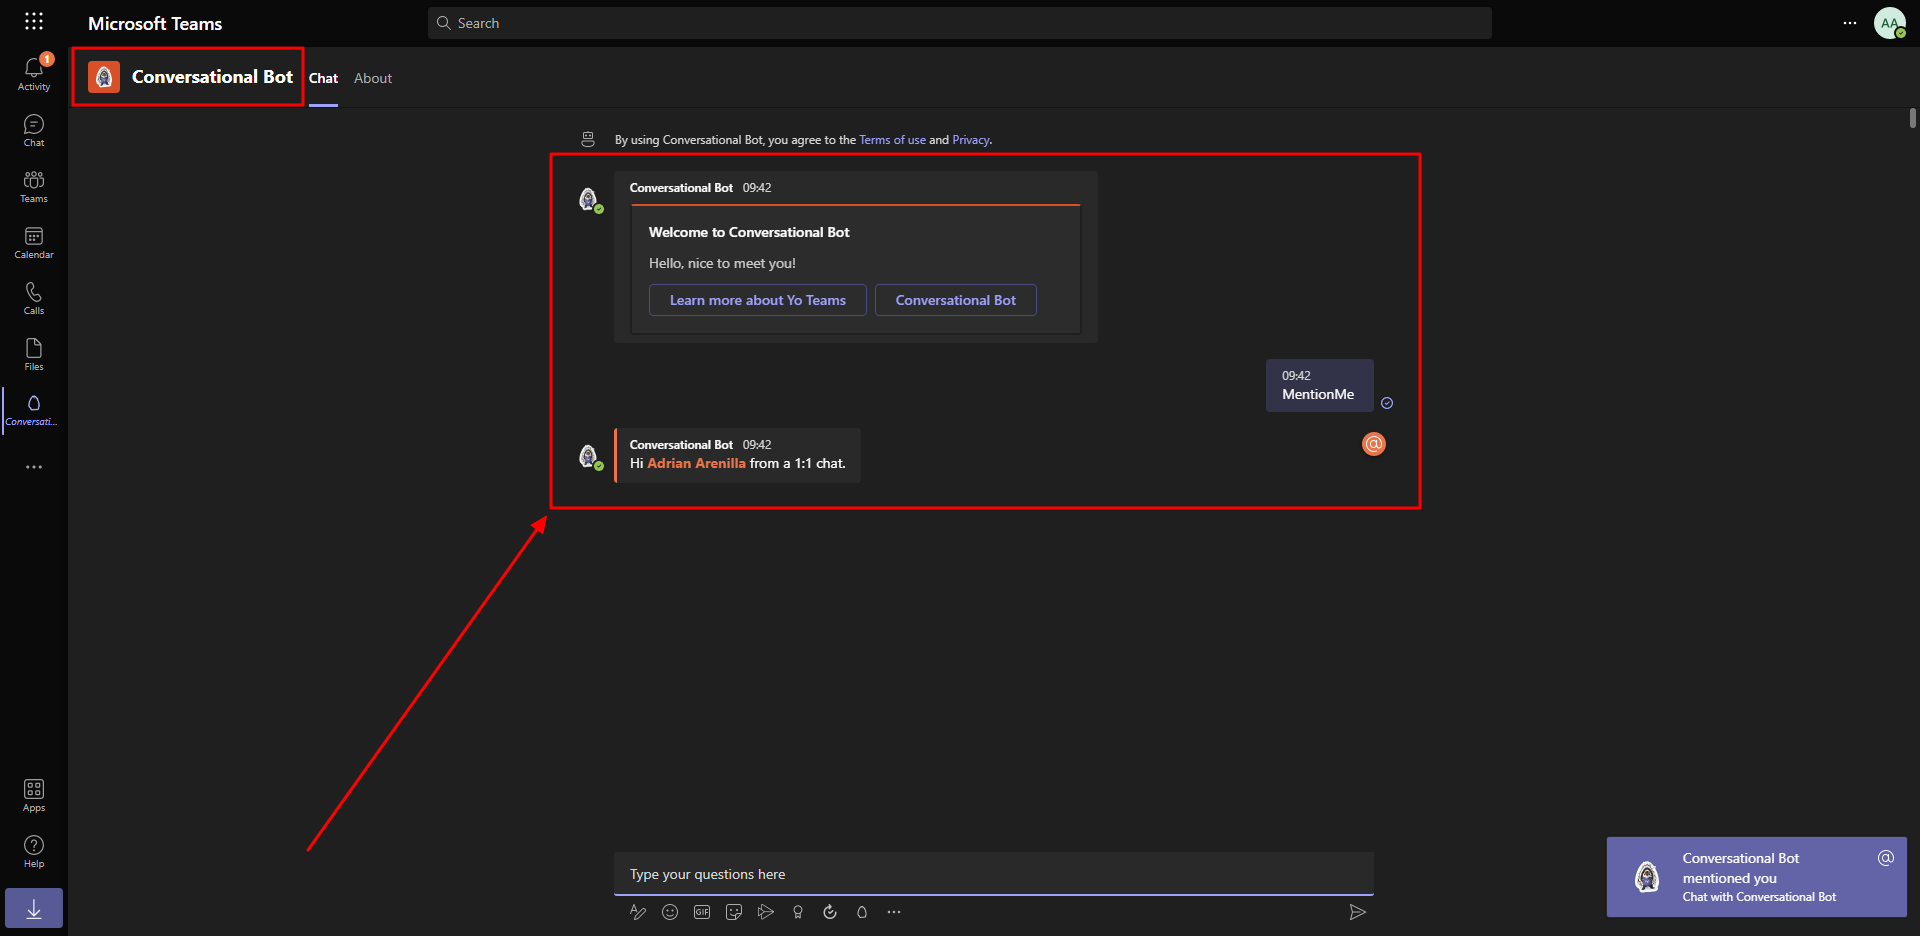 Microsoft Teams
Search
AA
1
Activity
Chat
Teams
Calendar
Calls
Files
Conversati...
Apps
Help
Conversational Bot
Chat
About
By using Conversational Bot, you agree to the Terms of use and Privacy.
Conversational Bot 09:42
Welcome to Conversational Bot
Hello, nice to meet you!
Learn more about Yo Teams
Conversational Bot
09:42
MentionMe
Conversational Bot 09:42
@
Hi Adrian Arenilla from a 1:1 chat.
Type your questions here
GIF
Conversational Bot @
mentioned you
Chat with Conversational Bot